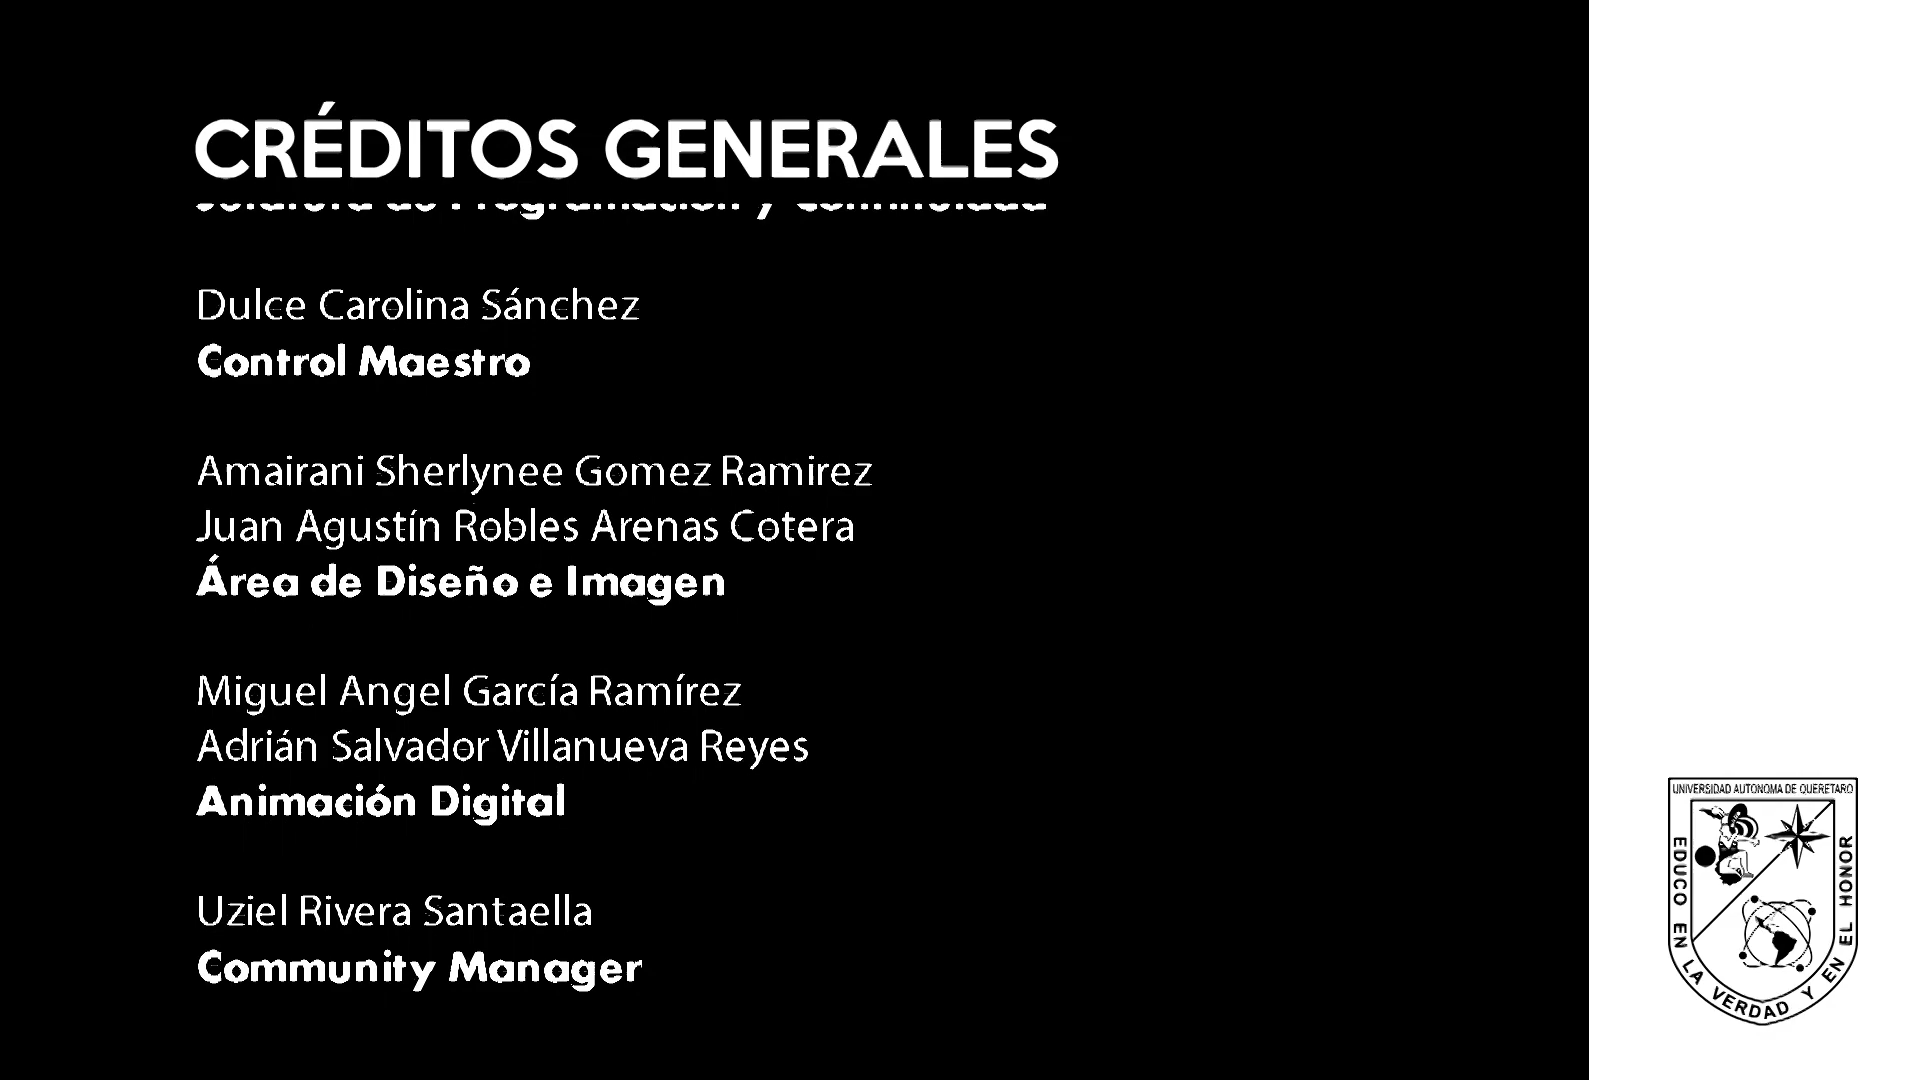 CRÉDITOS GENERALES
Dulce Carolina Sánchez
Control Maestro
Amairani Sherlynee Gomez Ramirez
Juan Agustín Robles Arenas Cotera
Área de Diseño e Imagen
Miguel Angel García Ramírez
Adrián Salvador Villanueva Reyes
Animación Digital
Uziel Rivera Santaella
Community Manager
UNIVERSIDAD AUTONOMA DE QUERETARO
EDUCO EN LA VERDAD Y EN EL HONOR